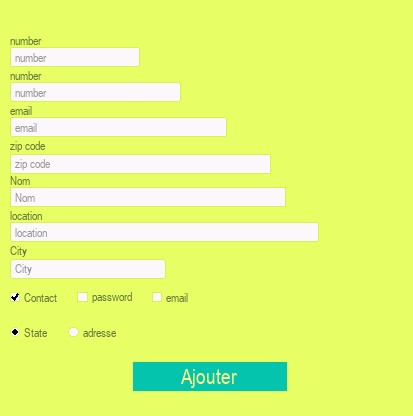 number
number
number
number
email
email
zip code
zip code
Nom
Nom
location
location
City
City
Contact password email
State adresse
Ajouter